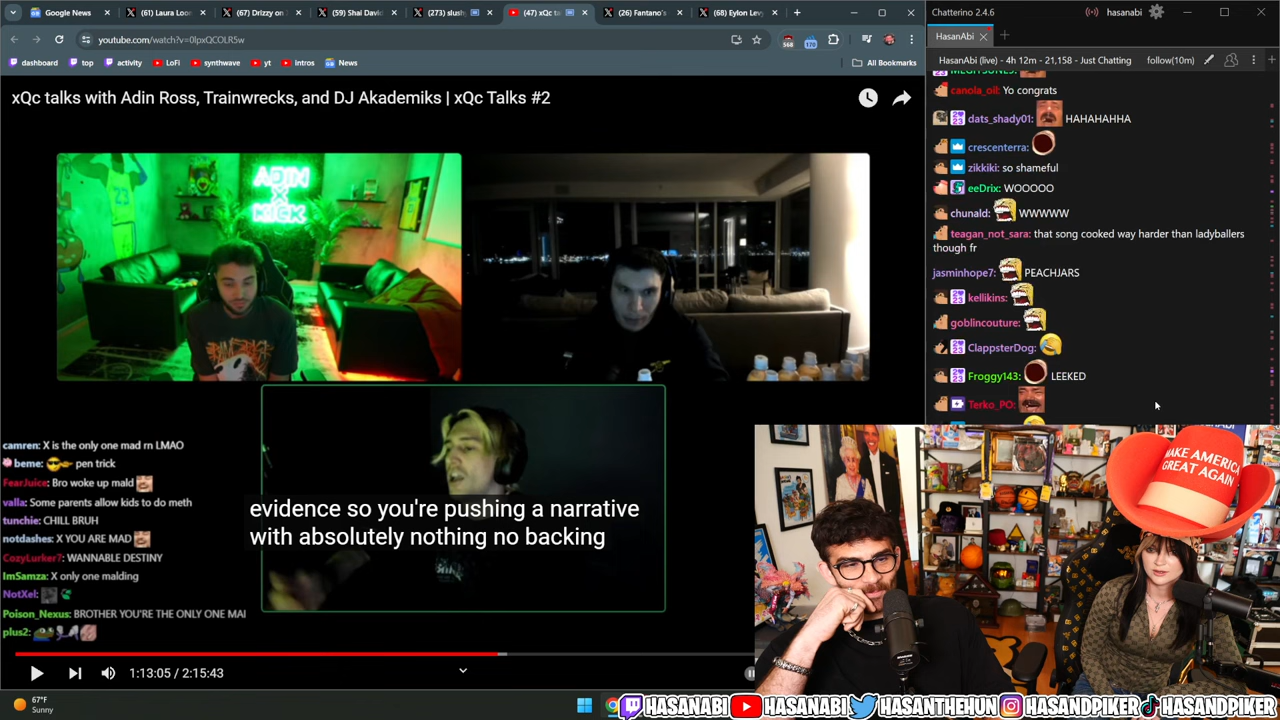 Google News
(61) Laura Loon
(67) Drizzy on
(59) Shai David
(273) slush
(47) xQc ta
(26) Fantano's
(68) Eylon Levy
youtube.com/watch?v=0lpxQCOLR5w
568
170
dashboard
top
activity
LoFi
synthwave
yt
intros
News
All Bookmarks
xQc talks with Adin Ross, Trainwrecks, and DJ Akademiks | xQc Talks #2
ADIN
X
KICK
23
camren: X is the only one mad rn LMAO
beme: pen trick
FearJuice: Bro woke up mald
valla: Some parents allow kids to do meth
tunchie: CHILL BRUH
notdashes: X YOU ARE MAD
CozyLurker7: WANNABLE DESTINY
ImSamza: X only one malding
NotXel:
Poison_Nexus: BROTHER YOU'RE THE ONLY ONE MAI
plus2:
evidence so you're pushing a narrative
with absolutely nothing no backing
1:13:05 / 2:15:43
67°F
Sunny
Chatterino 2.4.6
hasanabi
HasanAbi
HasanAbi (live) - 4h 12m - 21,158 - Just Chatting
follow(10m)
canola_oil: Yo congrats
dats_shady01: HAHAHAHHA
crescenterra:
zikkiki: so shameful
eeDrix: WOOOOO
chunald: WWWWW
teagan_not_sara: that song cooked way harder than ladyballers
though fr
jasminhope7: PEACHJARS
kellikins:
goblincouture:
ClappsterDog:
Froggy143: LEEKED
Terko_PO:
MAKE AMERICA
GREAT AGAIN
HASANABI
HASANABI
HASANTHEHUN
HASANDPIKER
HASANDPIKER